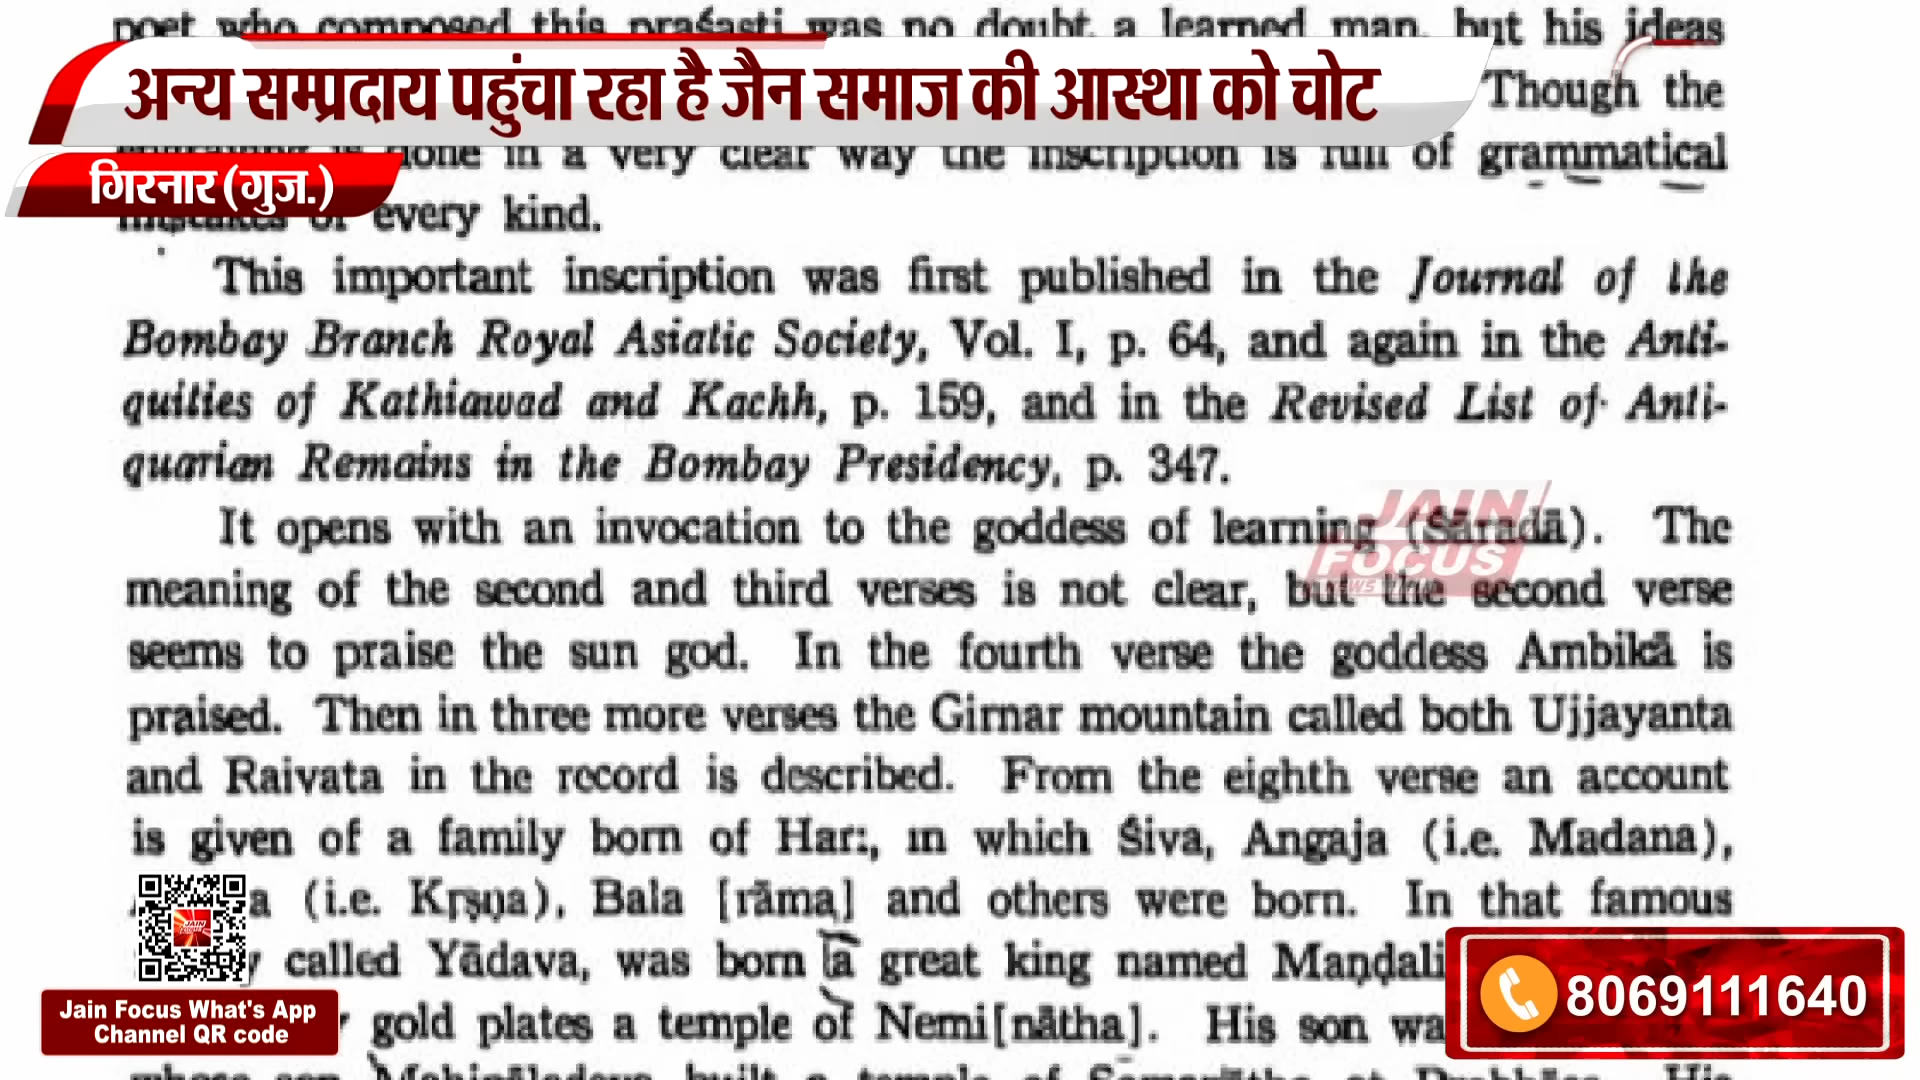 poet who composed this praśasti was no doubt a learned man, but his ideas
अन्य सम्प्रदाय पहुंचा रहा है जैन समाज की आस्था को चोट
Though the
गिरनार (गुज.)
is done in a very clear way the inscription is full of grammatical
mistakes of every kind.
This important inscription was first published in the Journal of the
Bombay Branch Royal Asiatic Society, Vol. I, p. 64, and again in the Anti-
quities of Kathiawad and Kachh, p. 159, and in the Revised List of Anti-
quarian Remains in the Bombay Presidency, p. 347.
It opens with an invocation to the goddess of learning (Śāradā). The
meaning of the second and third verses is not clear, but the second verse
seems to praise the sun god. In the fourth verse the goddess Ambikā is
praised. Then in three more verses the Girnar mountain called both Ujjayanta
and Raivata in the record is described. From the eighth verse an account
is given of a family born of Hari, in which Śiva, Angaja (i.e. Madana),
(i.e. Kṛṣṇa), Bala [rāma] and others were born. In that famous
called Yādava, was born a great king named
gold plates a temple of Nemi[nātha]. His son
JAIN
FOCUS
Jain Focus What's App
Channel QR code
8069111640